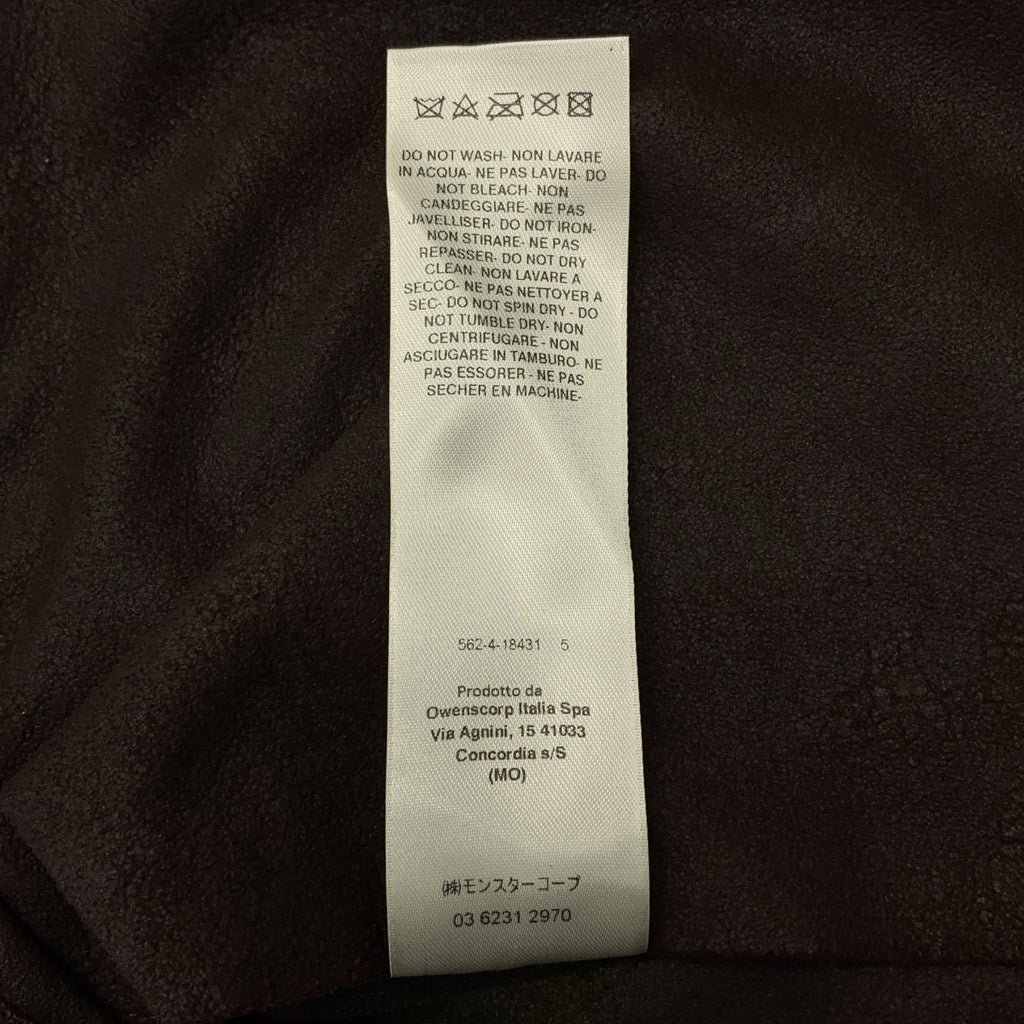 DO NOT WASH- NON LAVARE
IN ACQUA- NE PAS LAVER- DO
NOT BLEACH- NON
CANDEGGIARE- NE PAS
JAVELLISER- DO NOT IRON-
NON STIRARE- NE PAS
REPASSER- DO NOT DRY
CLEAN- NON LAVARE A
SECCO- NE PAS NETTOYER A
SEC- DO NOT SPIN DRY - DO
NOT TUMBLE DRY- NON
CENTRIFUGARE - NON
ASCIUGARE IN TAMBURO- NE
PAS ESSORER - NE PAS
SECHER EN MACHINE-
562-4-18431 5
Prodotto da
Owenscorp Italia Spa
Via Agnini, 15 41033
Concordia s/S
(MO)
㈱モンスターコープ
03 6231 2970